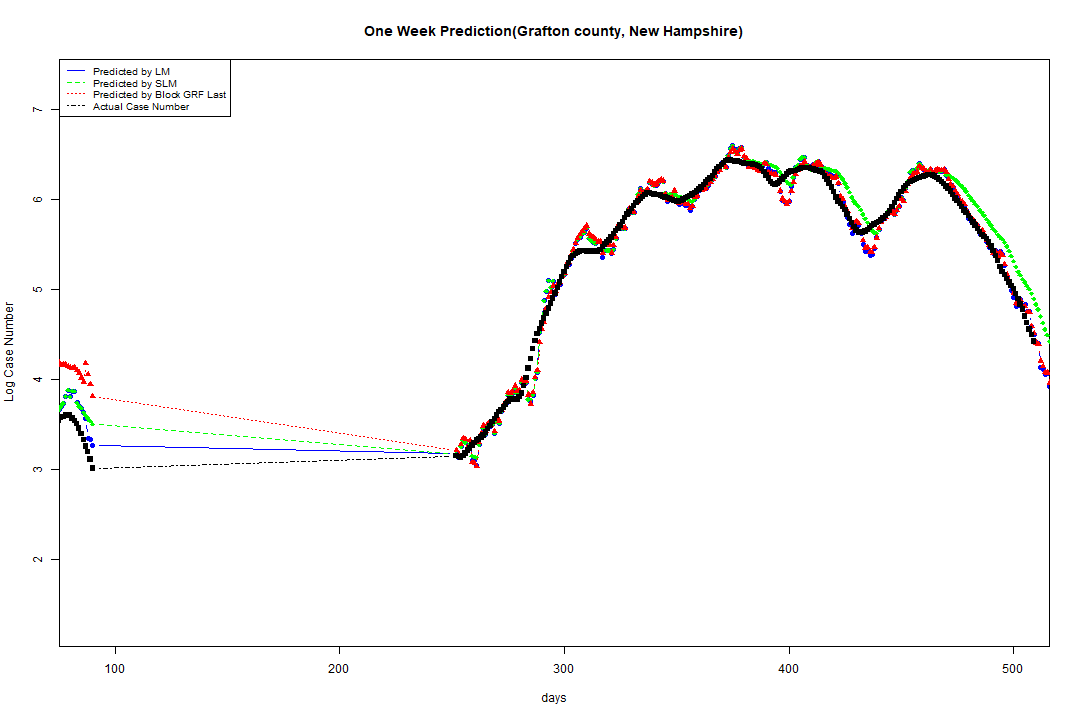 One Week Prediction(Grafton county, New Hampshire)
Predicted by LM
Predicted by SLM
Predicted by Block GRF Last
Actual Case Number
7
6
5
4
3
2
Log Case Number
100 200 300 400 500
days